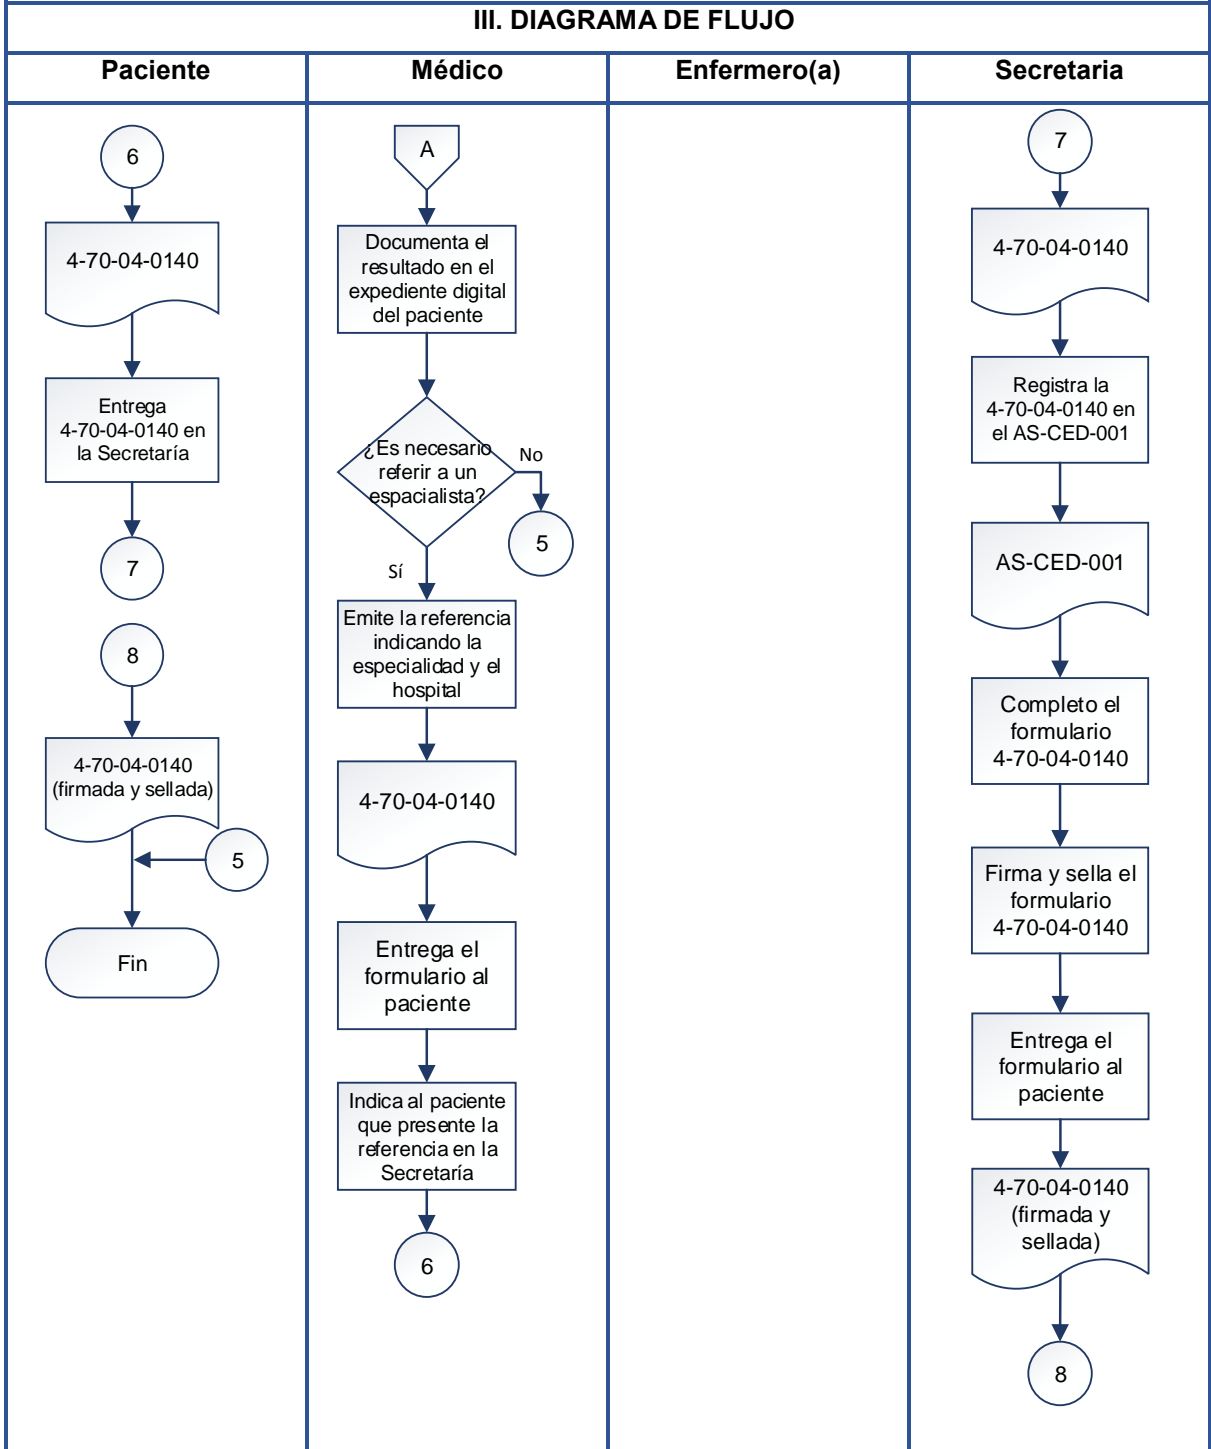 III. DIAGRAMA DE FLUJO
Paciente
Médico
Enfermero(a)
Secretaria
6
4-70-04-0140
Entrega
4-70-04-0140 en
la Secretaría
7
8
4-70-04-0140
(firmada y sellada)
5
Fin
A
Documenta el
resultado en el
expediente digital
del paciente
¿Es necesario
referir a un
espacialista?
No
5
Sí
Emite la referencia
indicando la
especialidad y el
hospital
4-70-04-0140
Entrega el
formulario al
paciente
Indica al paciente
que presente la
referencia en la
Secretaría
6
7
4-70-04-0140
Registra la
4-70-04-0140 en
el AS-CED-001
AS-CED-001
Completo el
formulario
4-70-04-0140
Firma y sella el
formulario
4-70-04-0140
Entrega el
formulario al
paciente
4-70-04-0140
(firmada y
sellada)
8